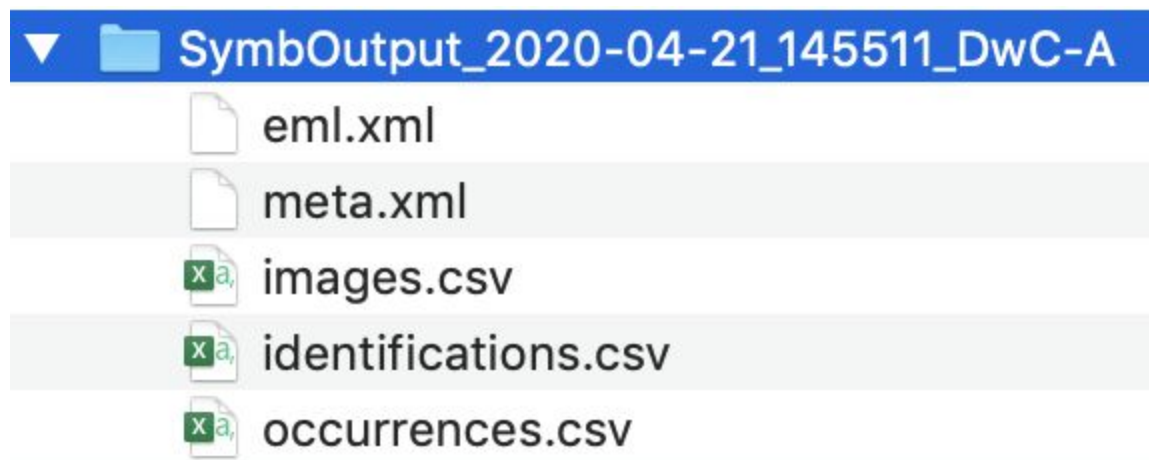 SymbOutput_2020-04-21_145511_DwC-A
eml.xml
meta.xml
X a, images.csv
X a, identifications.csv
X a, occurrences.csv